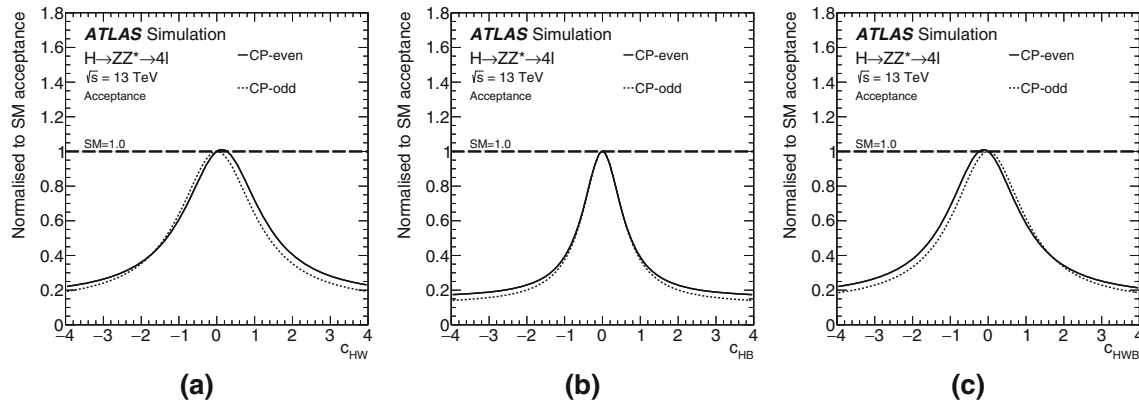 Normalised to SM acceptance
1.8
1.6
1.4
1.2
1
0.8
0.6
0.4
0.2
0
ATLAS Simulation
H→ZZ*→4l
√s = 13 TeV
Acceptance
CP-even
CP-odd
SM=1.0
−4 −3 −2 −1 0 1 2 3 4
c_HW
(a)
Normalised to SM acceptance
1.8
1.6
1.4
1.2
1
0.8
0.6
0.4
0.2
0
ATLAS Simulation
H→ZZ*→4l
√s = 13 TeV
Acceptance
CP-even
CP-odd
SM=1.0
−4 −3 −2 −1 0 1 2 3 4
c_HB
(b)
Normalised to SM acceptance
1.8
1.6
1.4
1.2
1
0.8
0.6
0.4
0.2
0
ATLAS Simulation
H→ZZ*→4l
√s = 13 TeV
Acceptance
CP-even
CP-odd
SM=1.0
−4 −3 −2 −1 0 1 2 3 4
c_HWB
(c)